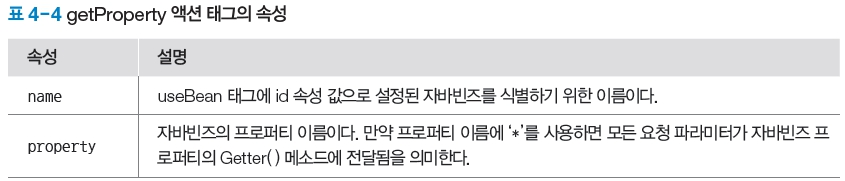 표 4-4 getProperty 액션 태그의 속성
속성 설명
name useBean 태그에 id 속성 값으로 설정된 자바빈즈를 식별하기 위한 이름이다.
property 자바빈즈의 프로퍼티 이름이다. 만약 프로퍼티 이름에 '*'를 사용하면 모든 요청 파라미터가 자바빈즈 프
로퍼티의 Getter( ) 메소드에 전달됨을 의미한다.